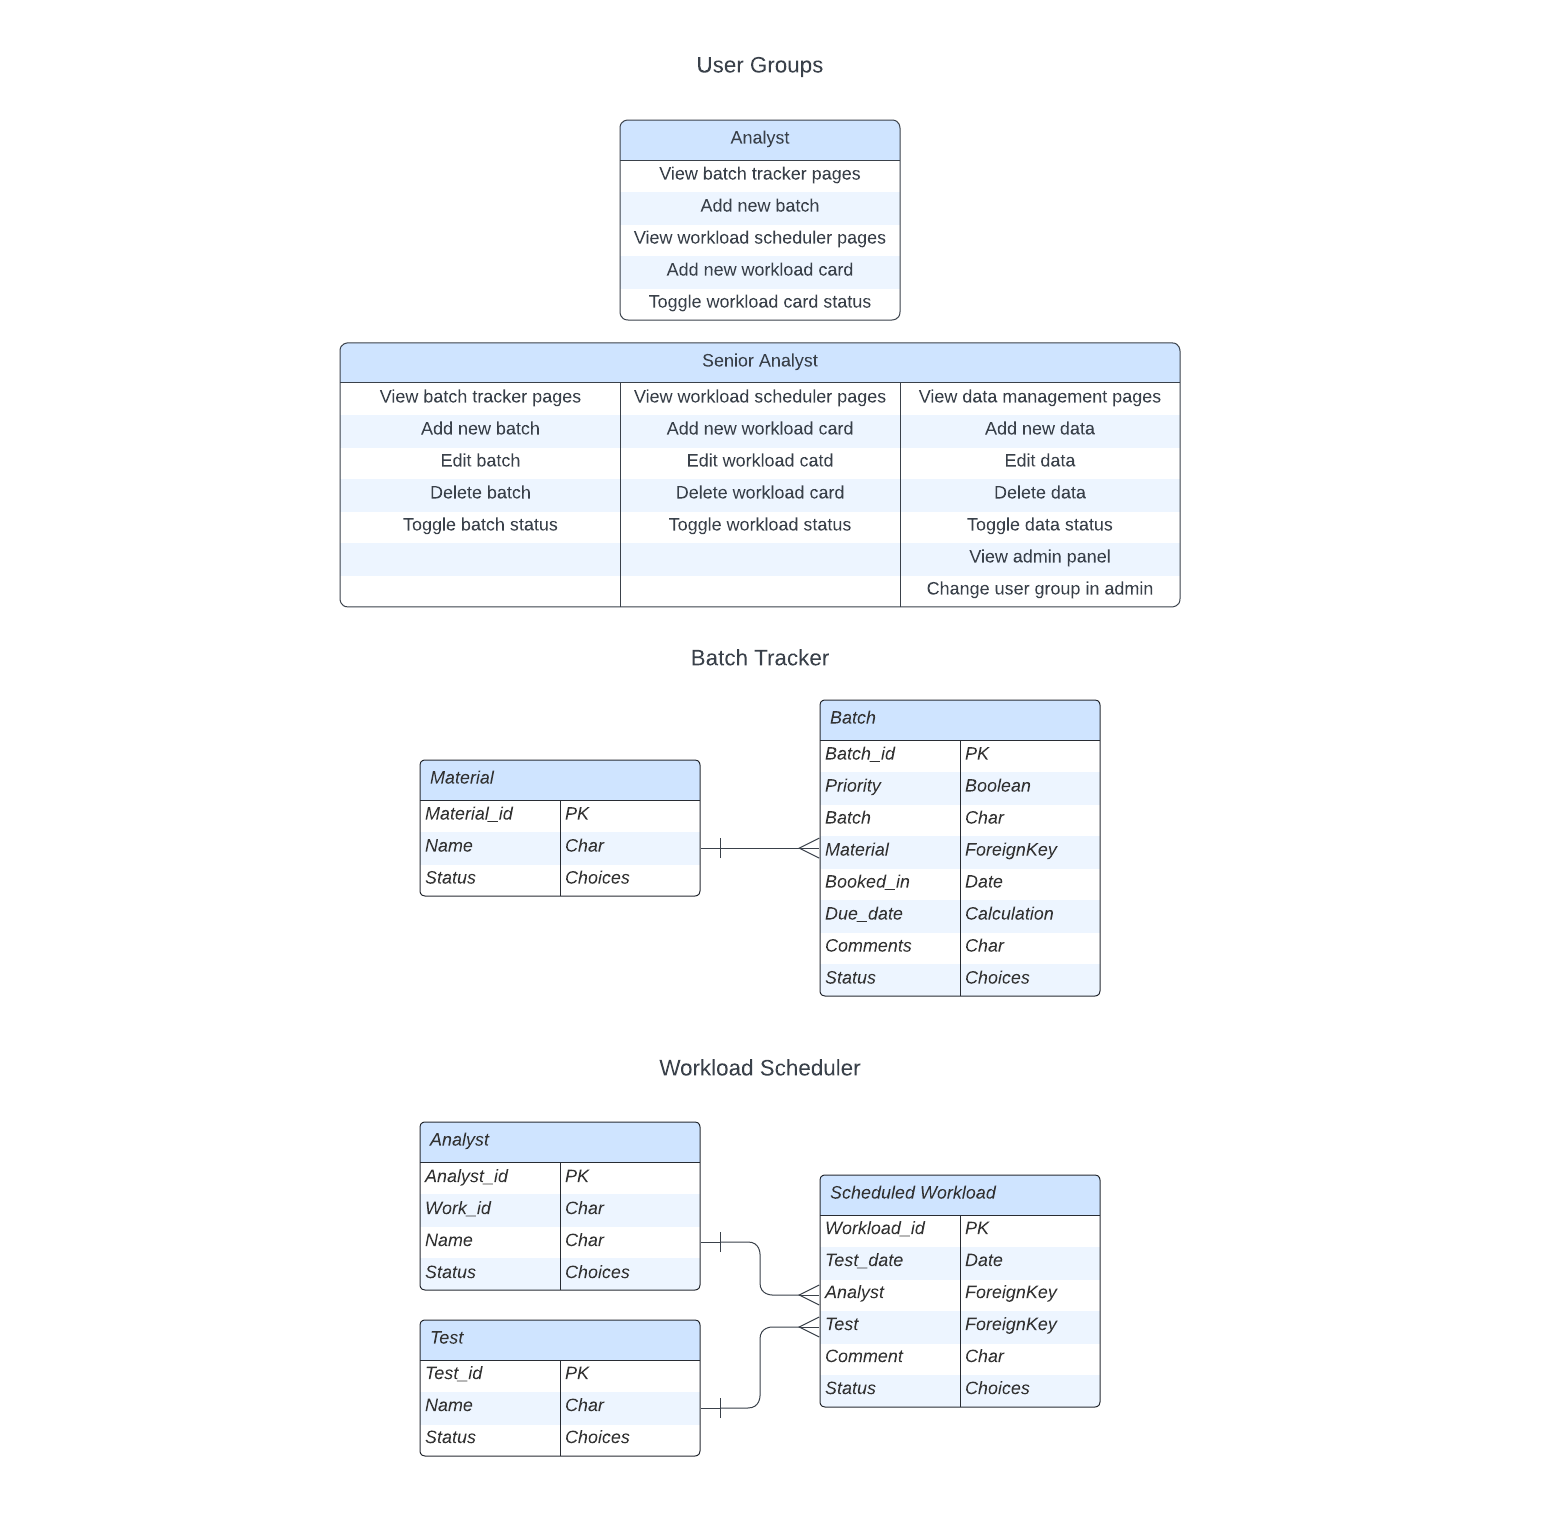 User Groups
Analyst
View batch tracker pages
Add new batch
View workload scheduler pages
Add new workload card
Toggle workload card status
Senior Analyst
View batch tracker pages View workload scheduler pages View data management pages
Add new batch Add new workload card Add new data
Edit batch Edit workload catd Edit data
Delete batch Delete workload card Delete data
Toggle batch status Toggle workload status Toggle data status
View admin panel
Change user group in admin
Batch Tracker
Material
Material_id PK
Name Char
Status Choices
Batch
Batch_id PK
Priority Boolean
Batch Char
Material ForeignKey
Booked_in Date
Due_date Calculation
Comments Char
Status Choices
Workload Scheduler
Analyst
Analyst_id PK
Work_id Char
Name Char
Status Choices
Test
Test_id PK
Name Char
Status Choices
Scheduled Workload
Workload_id PK
Test_date Date
Analyst ForeignKey
Test ForeignKey
Comment Char
Status Choices